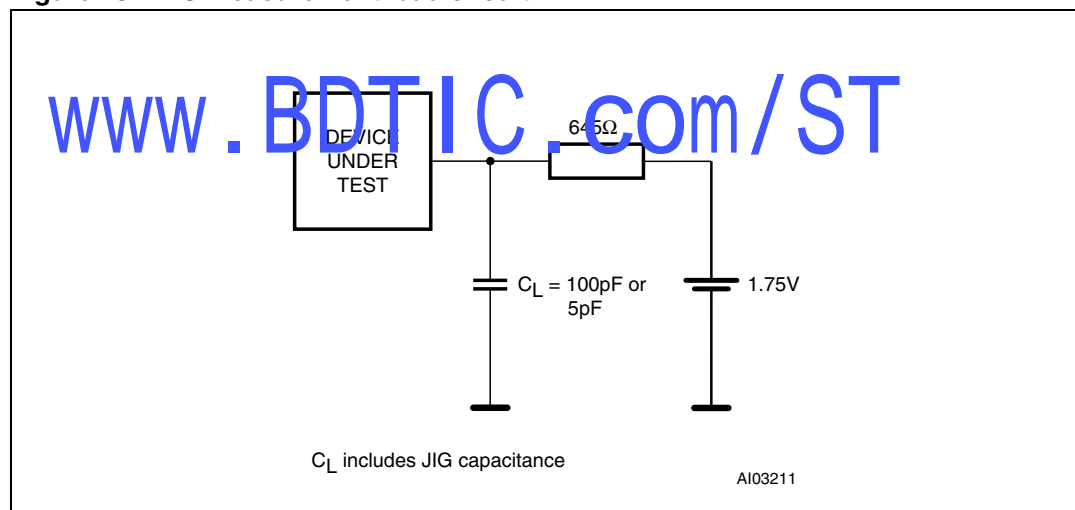 www.BDTIC.com/ST
DEVICE
UNDER
TEST
645Ω
CL = 100pF or
5pF
1.75V
CL includes JIG capacitance
AI03211